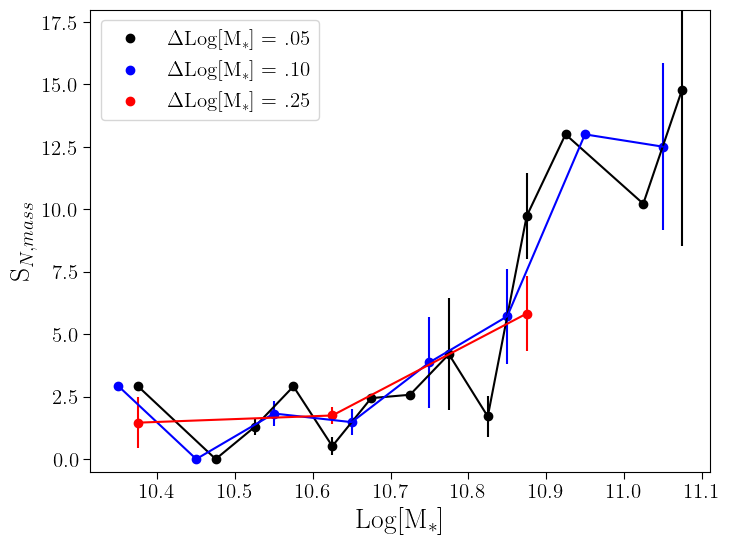 ΔLog[M*] = .05
ΔLog[M*] = .10
ΔLog[M*] = .25
17.5
15.0
12.5
10.0
7.5
5.0
2.5
0.0
S_{N,mass}
10.4 10.5 10.6 10.7 10.8 10.9 11.0 11.1
Log[M*]